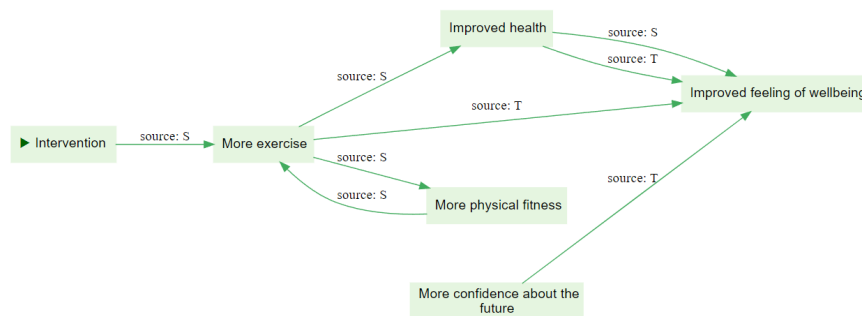 Improved health
source: S
source: T
source: S
Improved feeling of wellbeing
source: T
▶ Intervention
source: S
More exercise
source: S
source: T
source: S
More physical fitness
More confidence about the
future